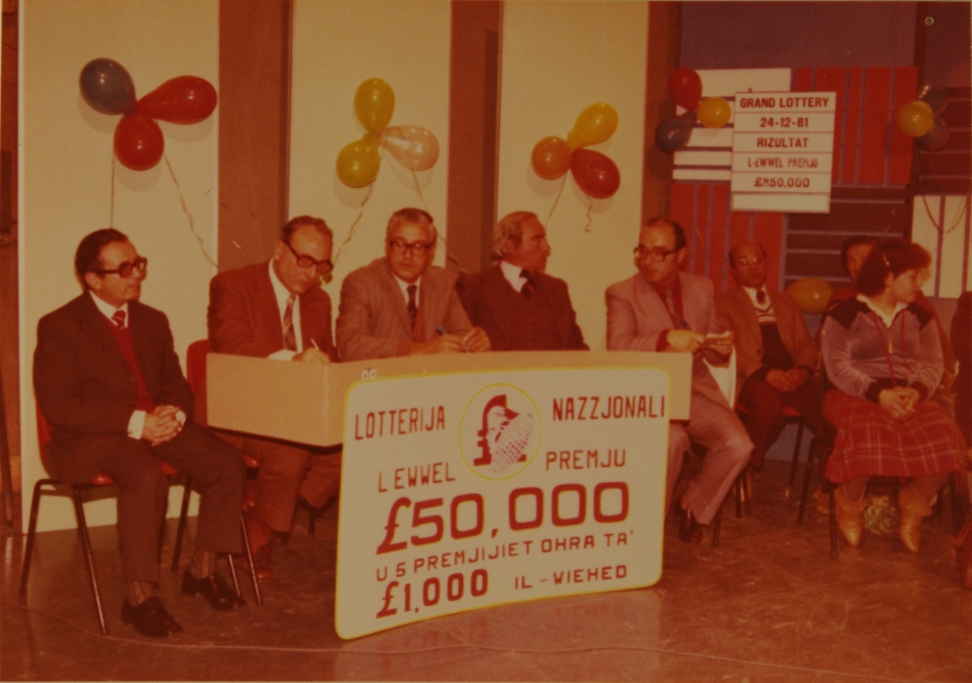 GRAND LOTTERY
24-12-81
RIZULTAT
L-EWWEL PREMJU
£M50,000
LOTTERIJA NAZZJONALI
L-EWWEL PREMJU
£50,000
U 5 PREMJIJIET OHRA TA'
£1,000 IL-WIEHED